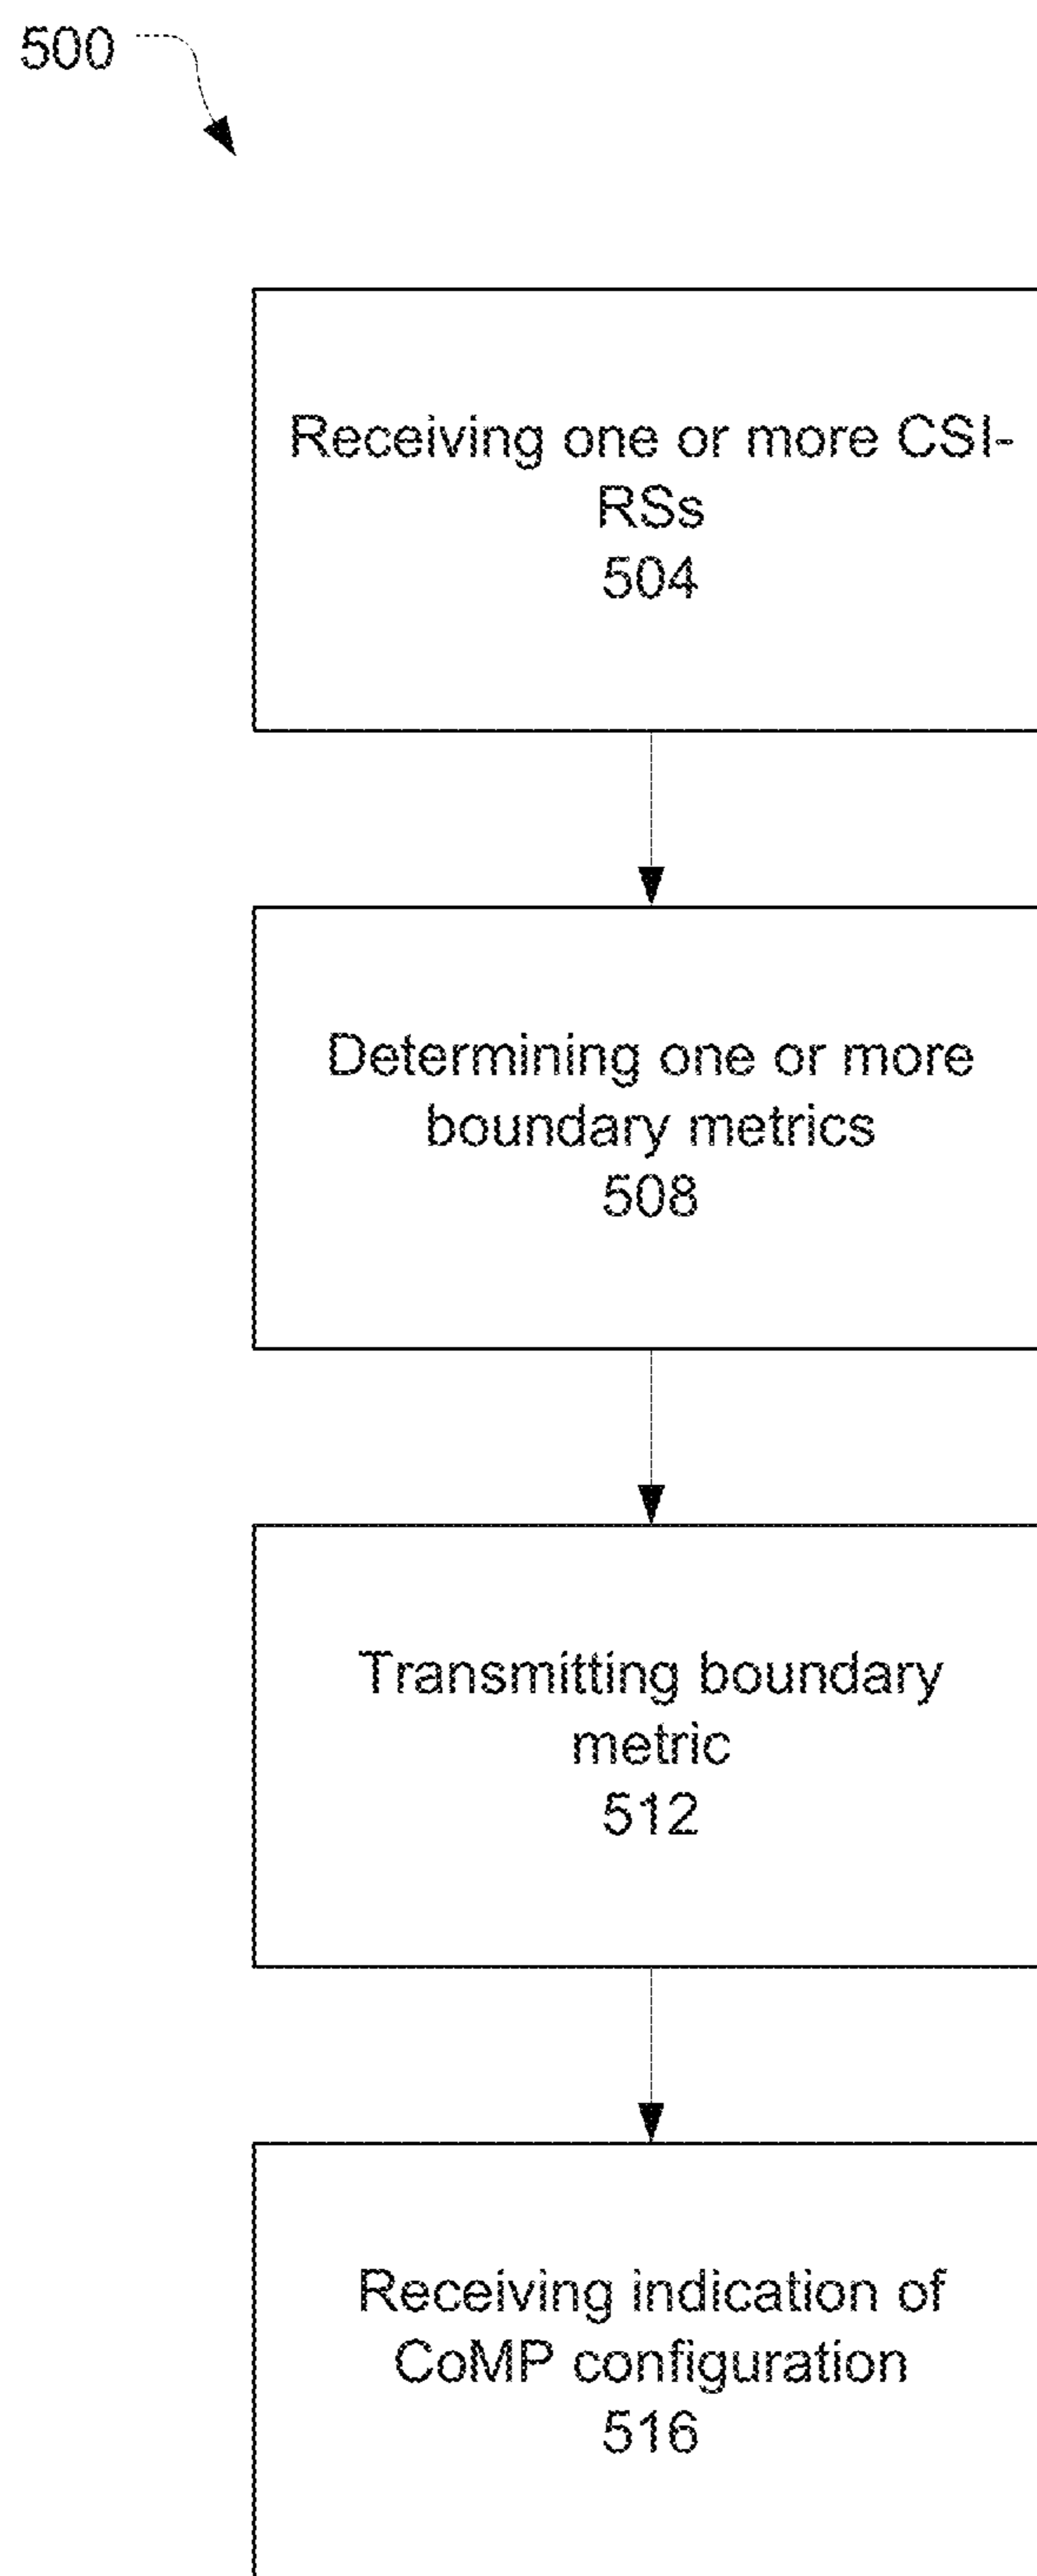 500
Receiving one or more CSI-
RSs
504
Determining one or more
boundary metrics
508
Transmitting boundary
metric
512
Receiving indication of
CoMP configuration
516